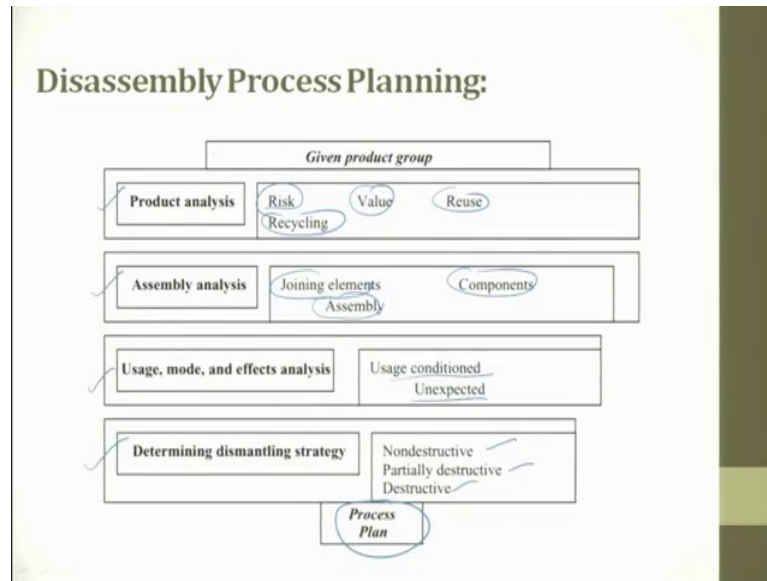 Disassembly Process Planning:
Given product group
Product analysis
Risk Value Reuse
Recycling
Assembly analysis
Joining elements Components
Assembly
Usage, mode, and effects analysis
Usage conditioned
Unexpected
Determining dismantling strategy
Nondestructive
Partially destructive
Destructive
Process
Plan